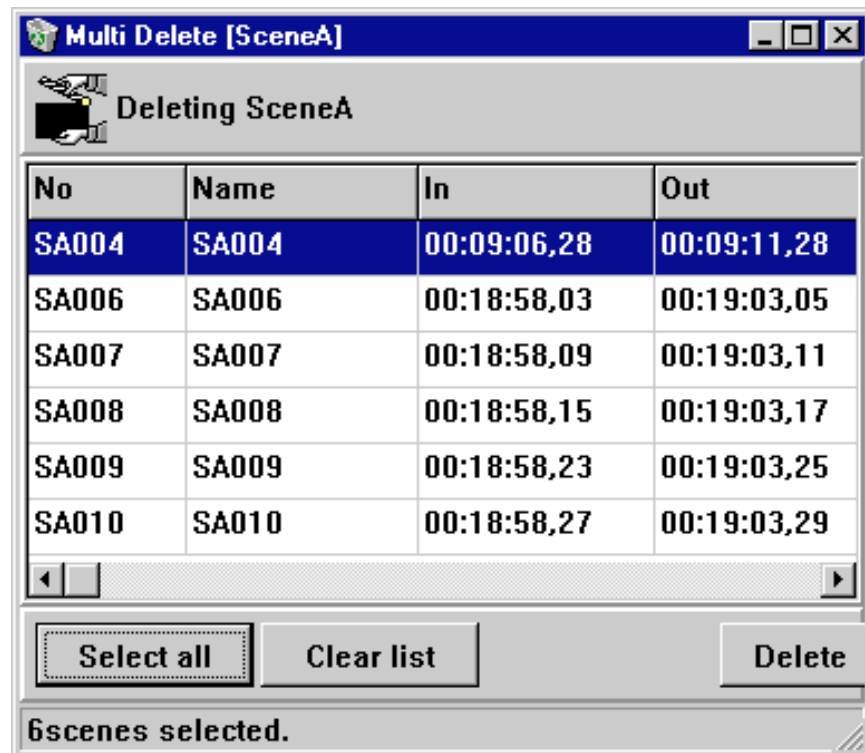 Multi Delete [SceneA]
Deleting SceneA
No Name In Out
SA004 SA004 00:09:06,28 00:09:11,28
SA006 SA006 00:18:58,03 00:19:03,05
SA007 SA007 00:18:58,09 00:19:03,11
SA008 SA008 00:18:58,15 00:19:03,17
SA009 SA009 00:18:58,23 00:19:03,25
SA010 SA010 00:18:58,27 00:19:03,29
Select all Clear list Delete
6scenes selected.